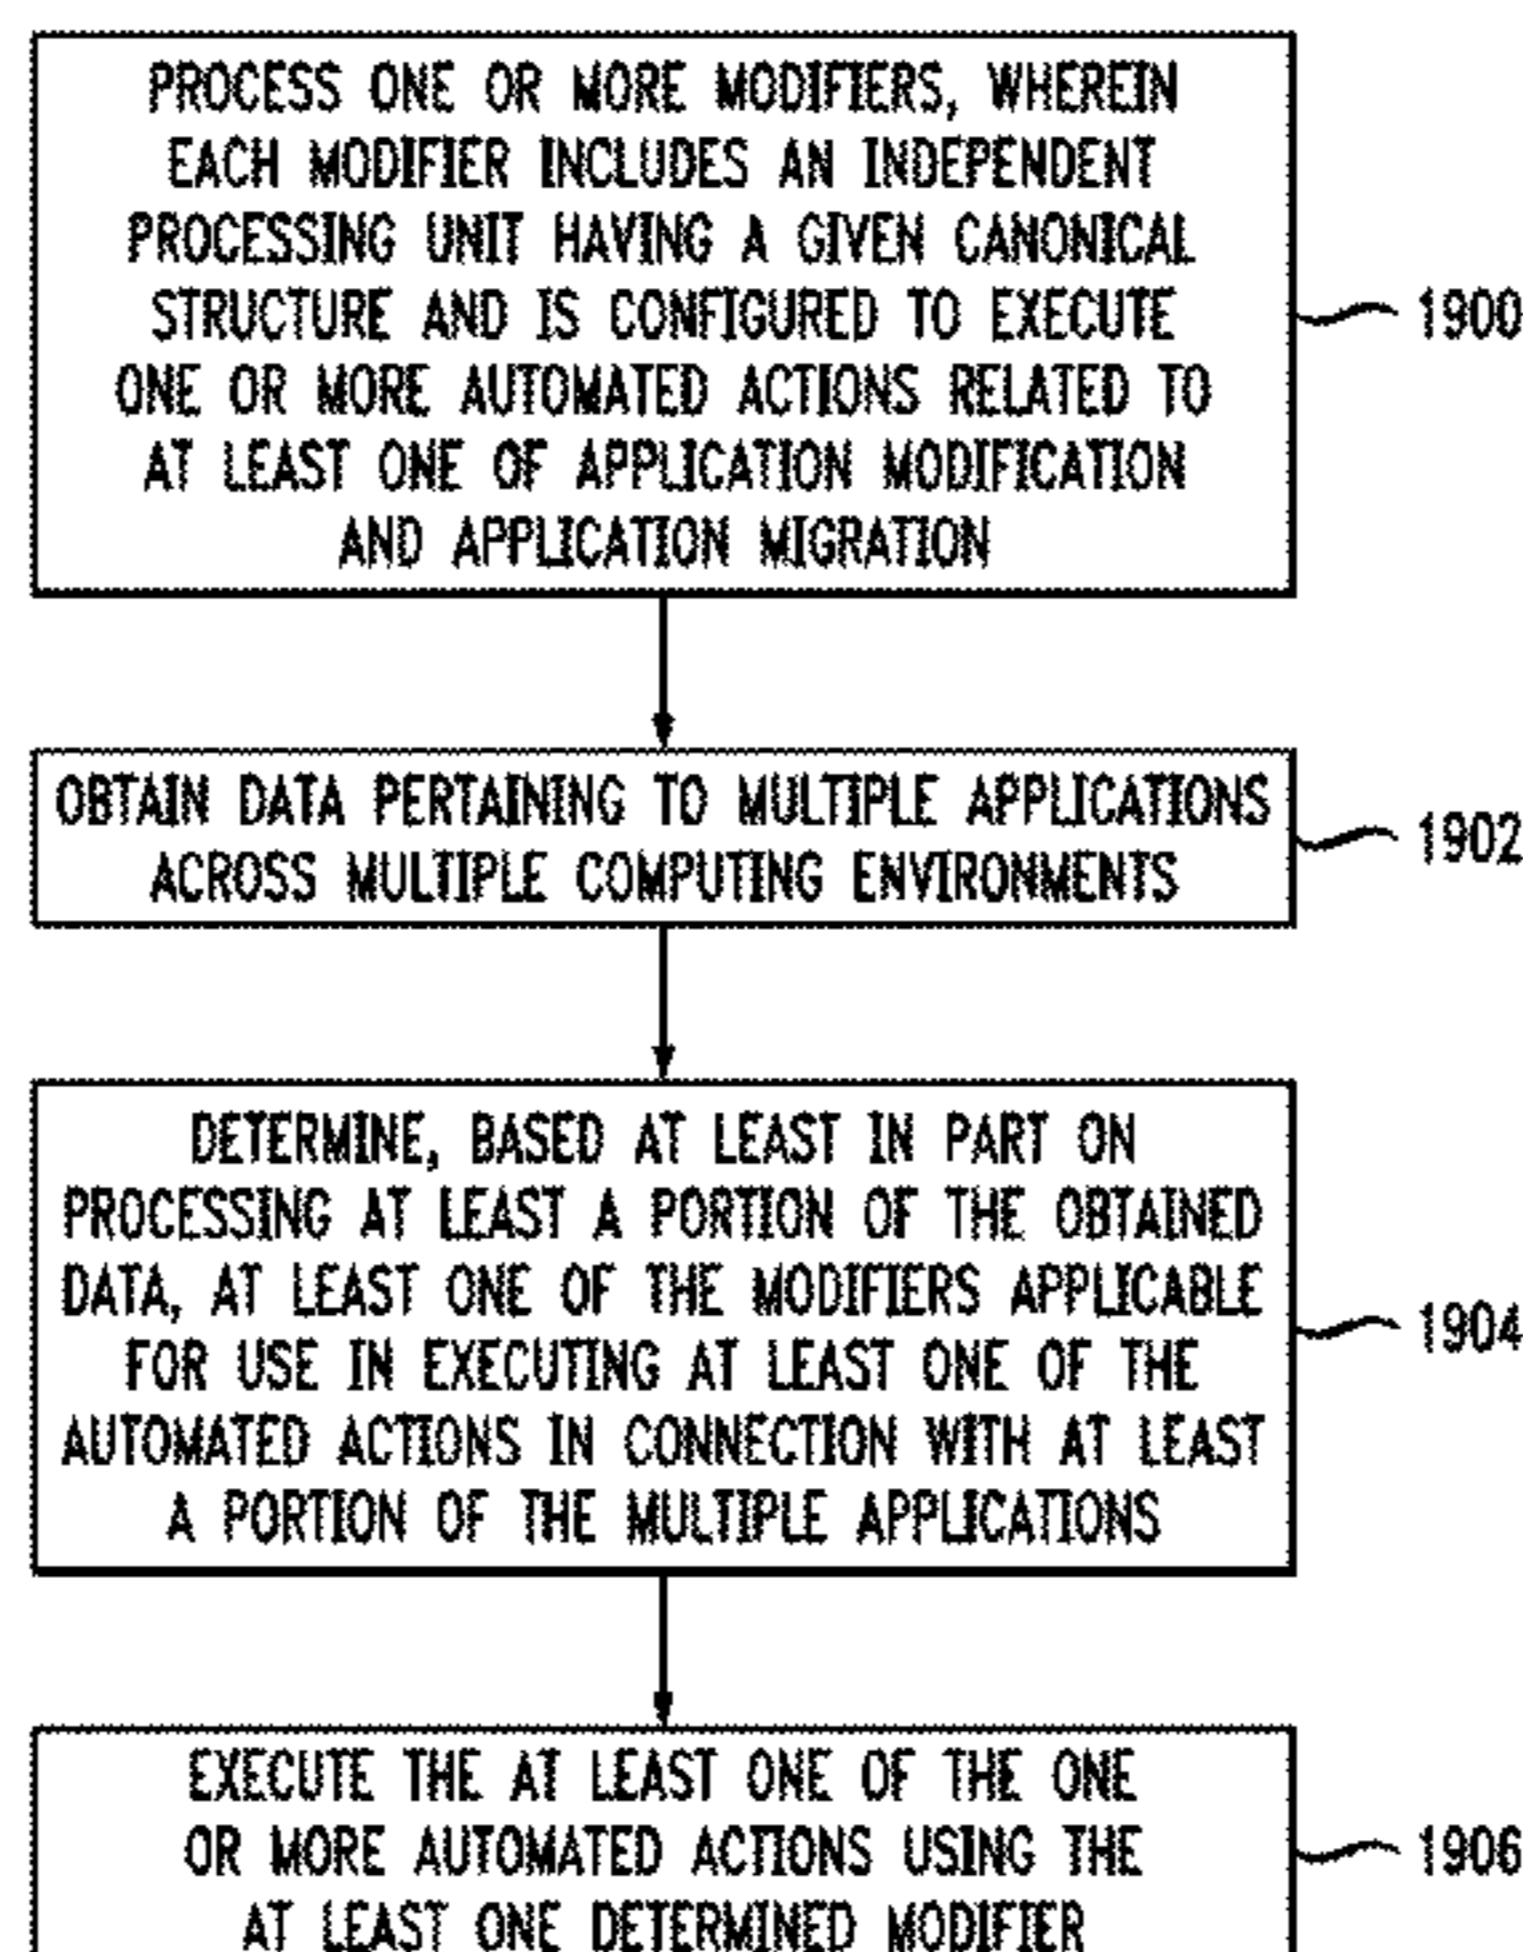 PROCESS ONE OR MORE MODIFIERS, WHEREIN
EACH MODIFIER INCLUDES AN INDEPENDENT
PROCESSING UNIT HAVING A GIVEN CANONICAL
STRUCTURE AND IS CONFIGURED TO EXECUTE
ONE OR MORE AUTOMATED ACTIONS RELATED TO
AT LEAST ONE OF APPLICATION MODIFICATION
AND APPLICATION MIGRATION
1900
OBTAIN DATA PERTAINING TO MULTIPLE APPLICATIONS
ACROSS MULTIPLE COMPUTING ENVIRONMENTS
1902
DETERMINE, BASED AT LEAST IN PART ON
PROCESSING AT LEAST A PORTION OF THE OBTAINED
DATA, AT LEAST ONE OF THE MODIFIERS APPLICABLE
FOR USE IN EXECUTING AT LEAST ONE OF THE
AUTOMATED ACTIONS IN CONNECTION WITH AT LEAST
A PORTION OF THE MULTIPLE APPLICATIONS
1904
EXECUTE THE AT LEAST ONE OF THE ONE
OR MORE AUTOMATED ACTIONS USING THE
AT LEAST ONE DETERMINED MODIFIER
1906